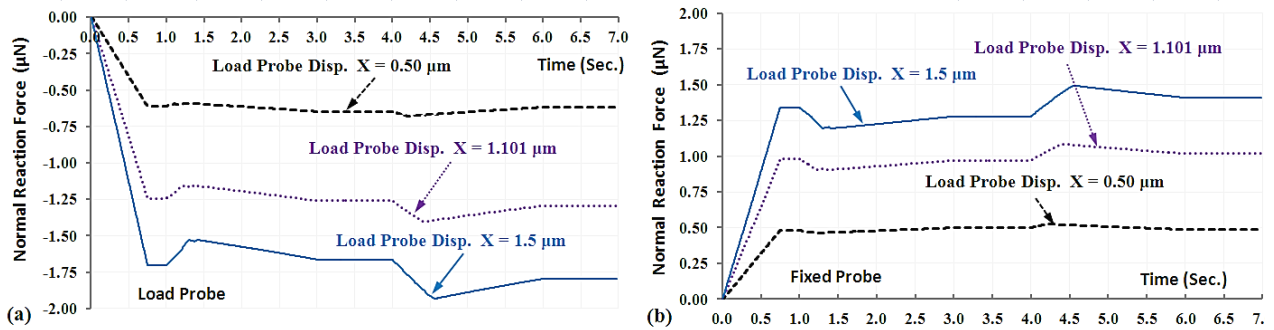 (a)
Normal Reaction Force (µN)
0.00
-0.25
-0.50
-0.75
-1.00
-1.25
-1.50
-1.75
-2.00
0.0 0.5 1.0 1.5 2.0 2.5 3.0 3.5 4.0 4.5 5.0 5.5 6.0 6.5 7.0
Time (Sec.)
Load Probe Disp. X = 0.50 µm
Load Probe Disp. X = 1.101 µm
Load Probe Disp. X = 1.5 µm
Load Probe
(b)
Normal Reaction Force (µN)
2.00
1.75
1.50
1.25
1.00
0.75
0.50
0.25
0.00
Load Probe Disp. X = 1.101 µm
Load Probe Disp. X = 1.5 µm
Load Probe Disp. X = 0.50 µm
Fixed Probe
Time (Sec.)
0.0 0.5 1.0 1.5 2.0 2.5 3.0 3.5 4.0 4.5 5.0 5.5 6.0 6.5 7.